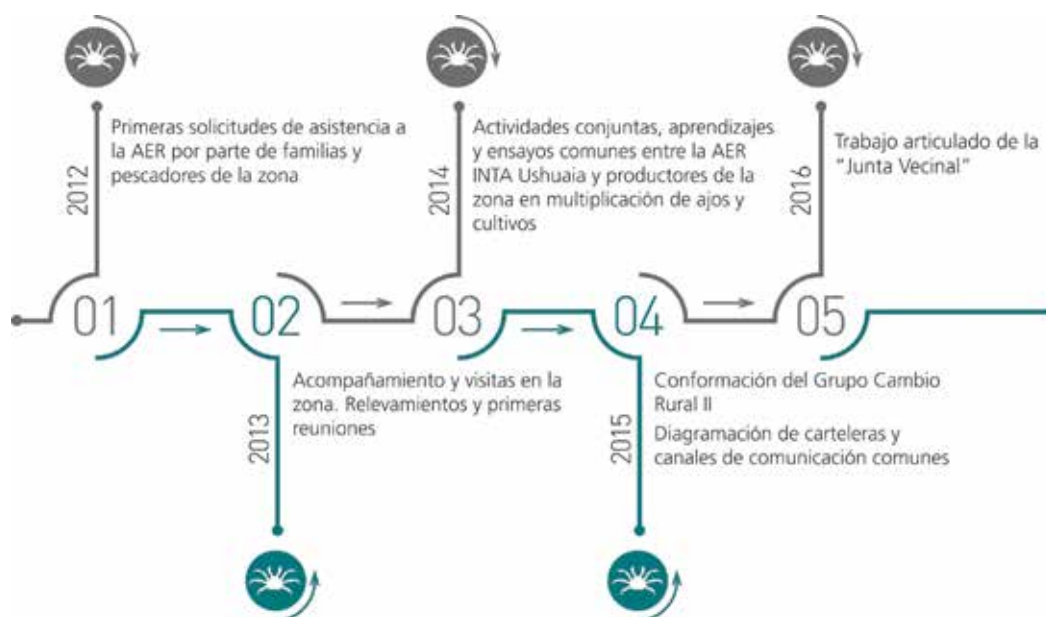 2012
Primeras solicitudes de asistencia a
la AER por parte de familias y
pescadores de la zona
2014
Actividades conjuntas, aprendizajes
y ensayos comunes entre la AER
INTA Ushuaia y productores de la
zona en multiplicación de ajos y
cultivos
2016
Trabajo articulado de la
"Junta Vecinal"
01
02
03
04
05
2013
Acompañamiento y visitas en la
zona. Relevamientos y primeras
reuniones
2015
Conformación del Grupo Cambio
Rural II
Diagramación de carteleras y
canales de comunicación comunes